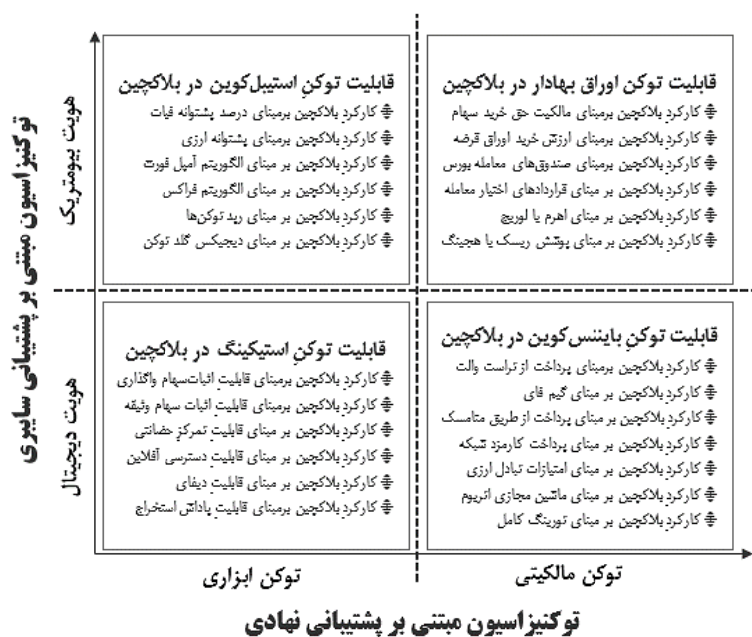 قابلیت توکن اوراق بهادار در بلاکچین
کارکردِ بلاکچین برمبنای مالکیت حق خرید سهام
کارکردِ بلاکچین برمبنای ارزش خرید اوراق قرضه
کارکردِ بلاکچین برمبنای صندوق‌های معامله بورس
کارکردِ بلاکچین بر مبنای قراردادهای اختیار معامله
کارکردِ بلاکچین بر مبنای اهرم یا لوریج
کارکردِ بلاکچین بر مبنای پوشش ریسک یا هجینگ
قابلیت توکنِ استیبل‌کوین در بلاکچین
کارکردِ بلاکچین برمبنای درصد پشتوانه فیات
کارکردِ بلاکچین برمبنای پشتوانه ارزی
کارکردِ بلاکچین بر مبنای الگوریتم آمپل فورت
کارکردِ بلاکچین بر مبنای الگوریتم فراکس
کارکردِ بلاکچین بر مبنای ربد توکن‌ها
کارکردِ بلاکچین بر مبنای دیجیکس گلد توکن
هویت بیومتریک
توکنیزاسیون مبتنی بر پشتیبانی سایبری
قابلیت توکنِ بایننس‌کوین در بلاکچین
کارکردِ بلاکچین برمبنای پرداخت از تراست والت
کارکردِ بلاکچین بر مبنای گیم فای
کارکردِ بلاکچین بر مبنای پرداخت از طریق متامسک
کارکردِ بلاکچین بر مبنای پرداخت کارمزد شبکه
کارکردِ بلاکچین بر مبنای امتیازات تبادل ارزی
کارکردِ بلاکچین بر مبنای ماشین مجازی اتریوم
کارکردِ بلاکچین بر مبنای تورینگ کامل
قابلیت توکنِ استیکینگ در بلاکچین
کارکردِ بلاکچین برمبنای قابلیتِ اثبات‌سهام واگذاری
کارکردِ بلاکچین برمبنای قابلیتِ اثبات سهام وثیقه
کارکردِ بلاکچین بر مبنای قابلیت تمرکزِ حضانتی
کارکردِ بلاکچین بر مبنای قابلیت دسترسی آفلاین
کارکردِ بلاکچین بر مبنای قابلیت دیفای
کارکردِ بلاکچین برمبنای قابلیتِ پاداش استخراج
هویت دیجیتال
توکن مالکیتی
توکن ابزاری
توکنیزاسیون مبتنی بر پشتیبانی نهادی